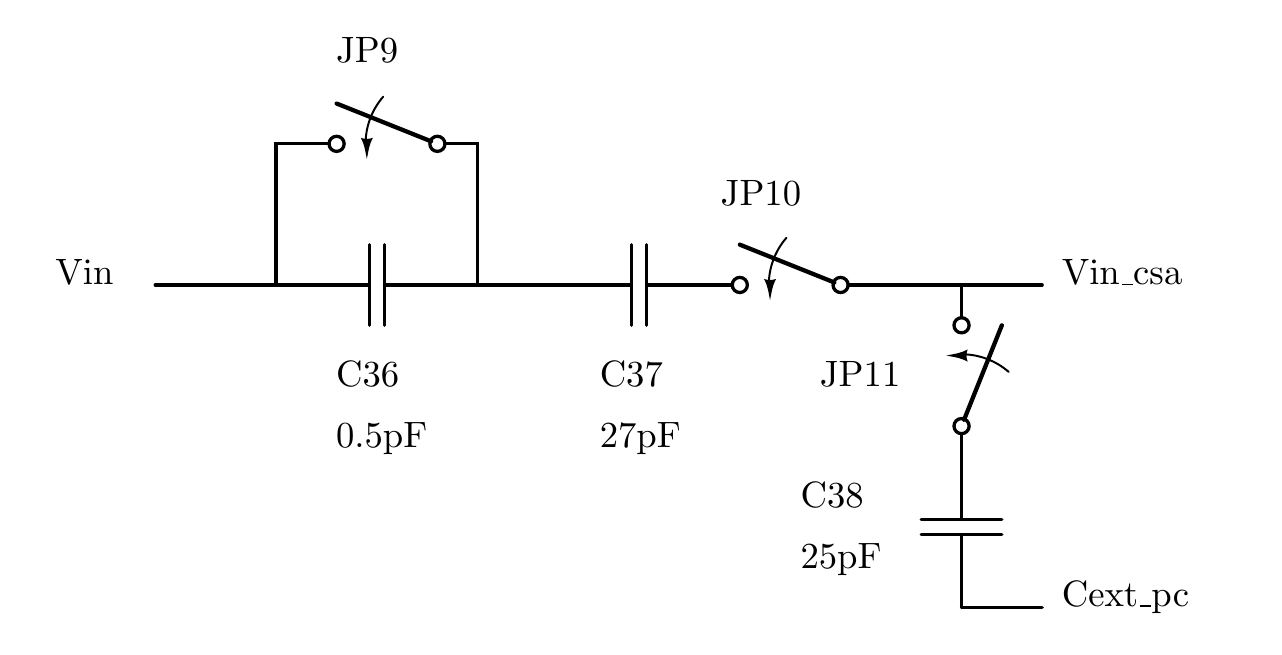 JP9
JP10
Vin
Vin_csa
C36
0.5pF
C37
27pF
JP11
C38
25pF
Cext_pc